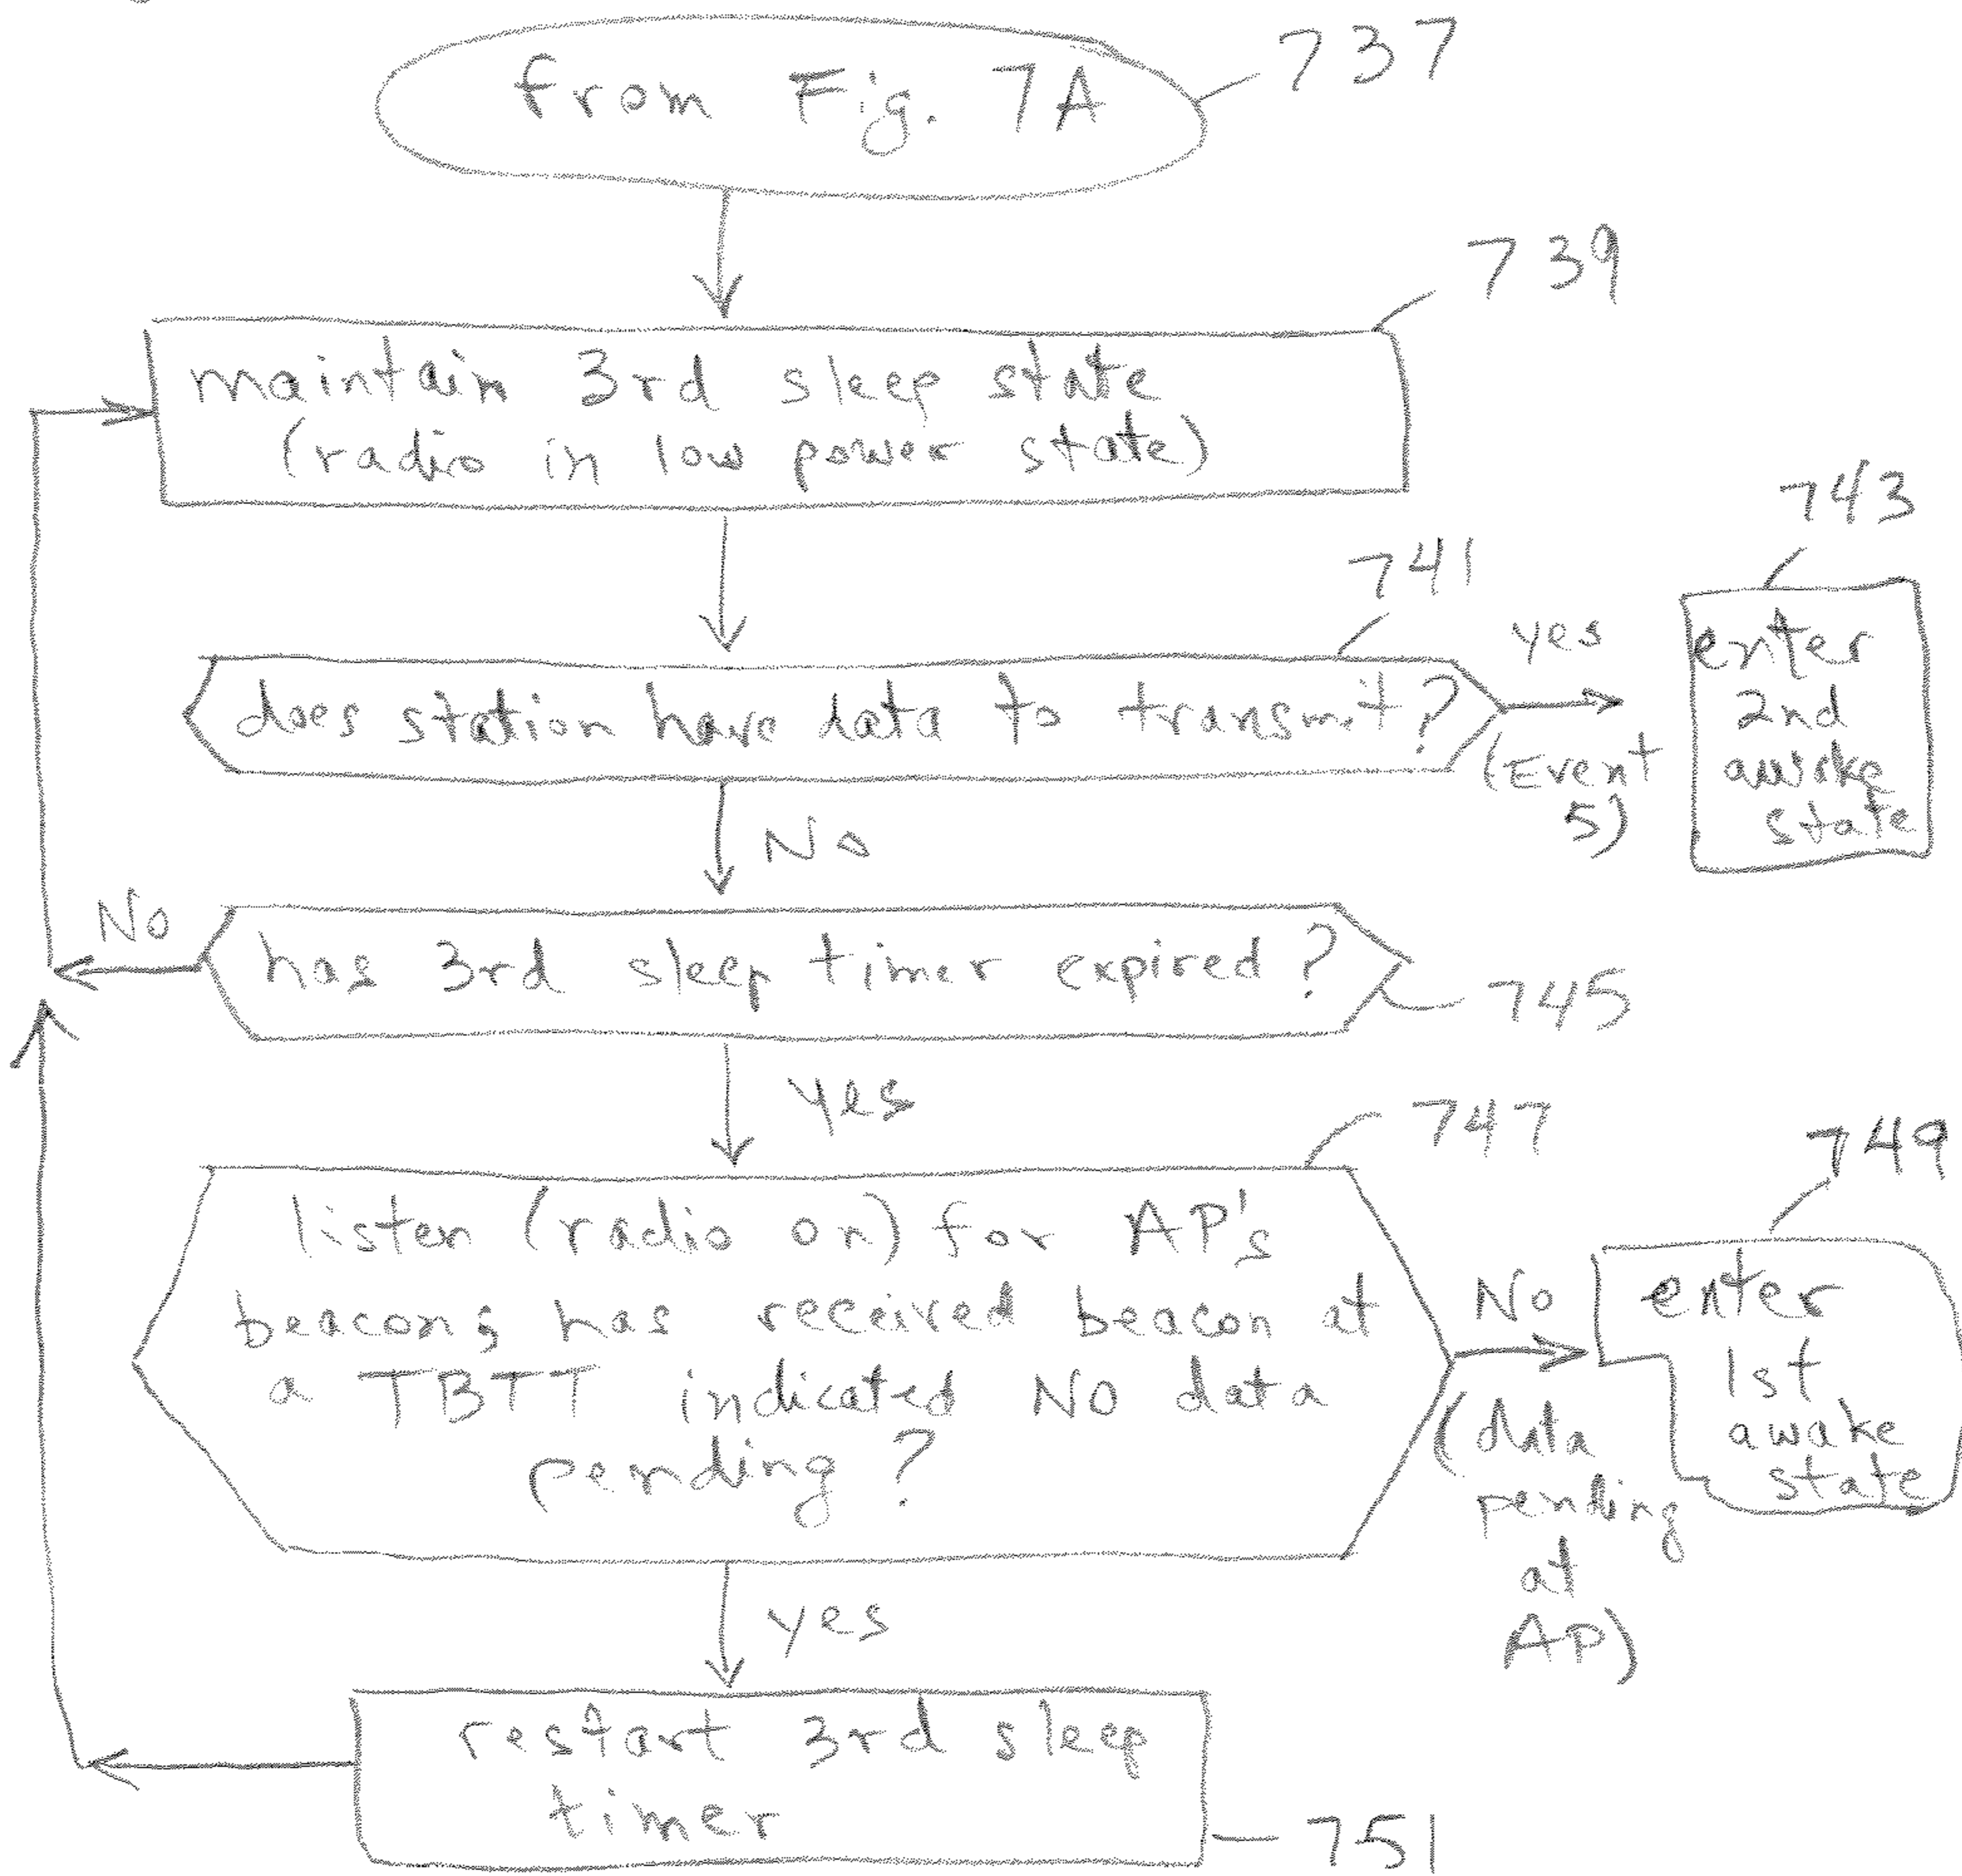 from Fig. 7A
737
739
maintain 3rd sleep state
(radio in low power state)
743
741
does station have data to transmit?
yes
(Event
5)
enter
2nd
awake
state
No
No
has 3rd sleep timer expired?
745
yes
747
749
listen (radio on) for AP's
beacon; has received beacon at
a TBTT indicated NO data
pending?
No
(data
pending
at
AP)
enter
1st
awake
state
yes
restart 3rd sleep
timer
751